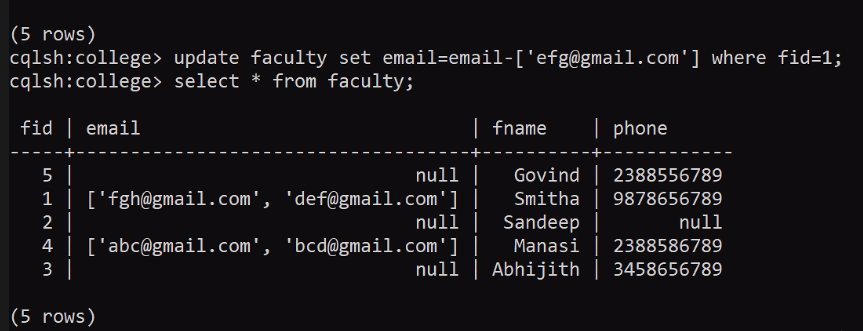 (5 rows)
cqlsh:college> update faculty set email=email-['efg@gmail.com'] where fid=1;
cqlsh:college> select * from faculty;
 fid | email                              | fname    | phone
-----+------------------------------------+----------+------------
   5 |                               null |   Govind | 2388556789
   1 | ['fgh@gmail.com', 'def@gmail.com'] |   Smitha | 9878656789
   2 |                               null |  Sandeep |       null
   4 | ['abc@gmail.com', 'bcd@gmail.com'] |   Manasi | 2388586789
   3 |                               null | Abhijith | 3458656789
(5 rows)